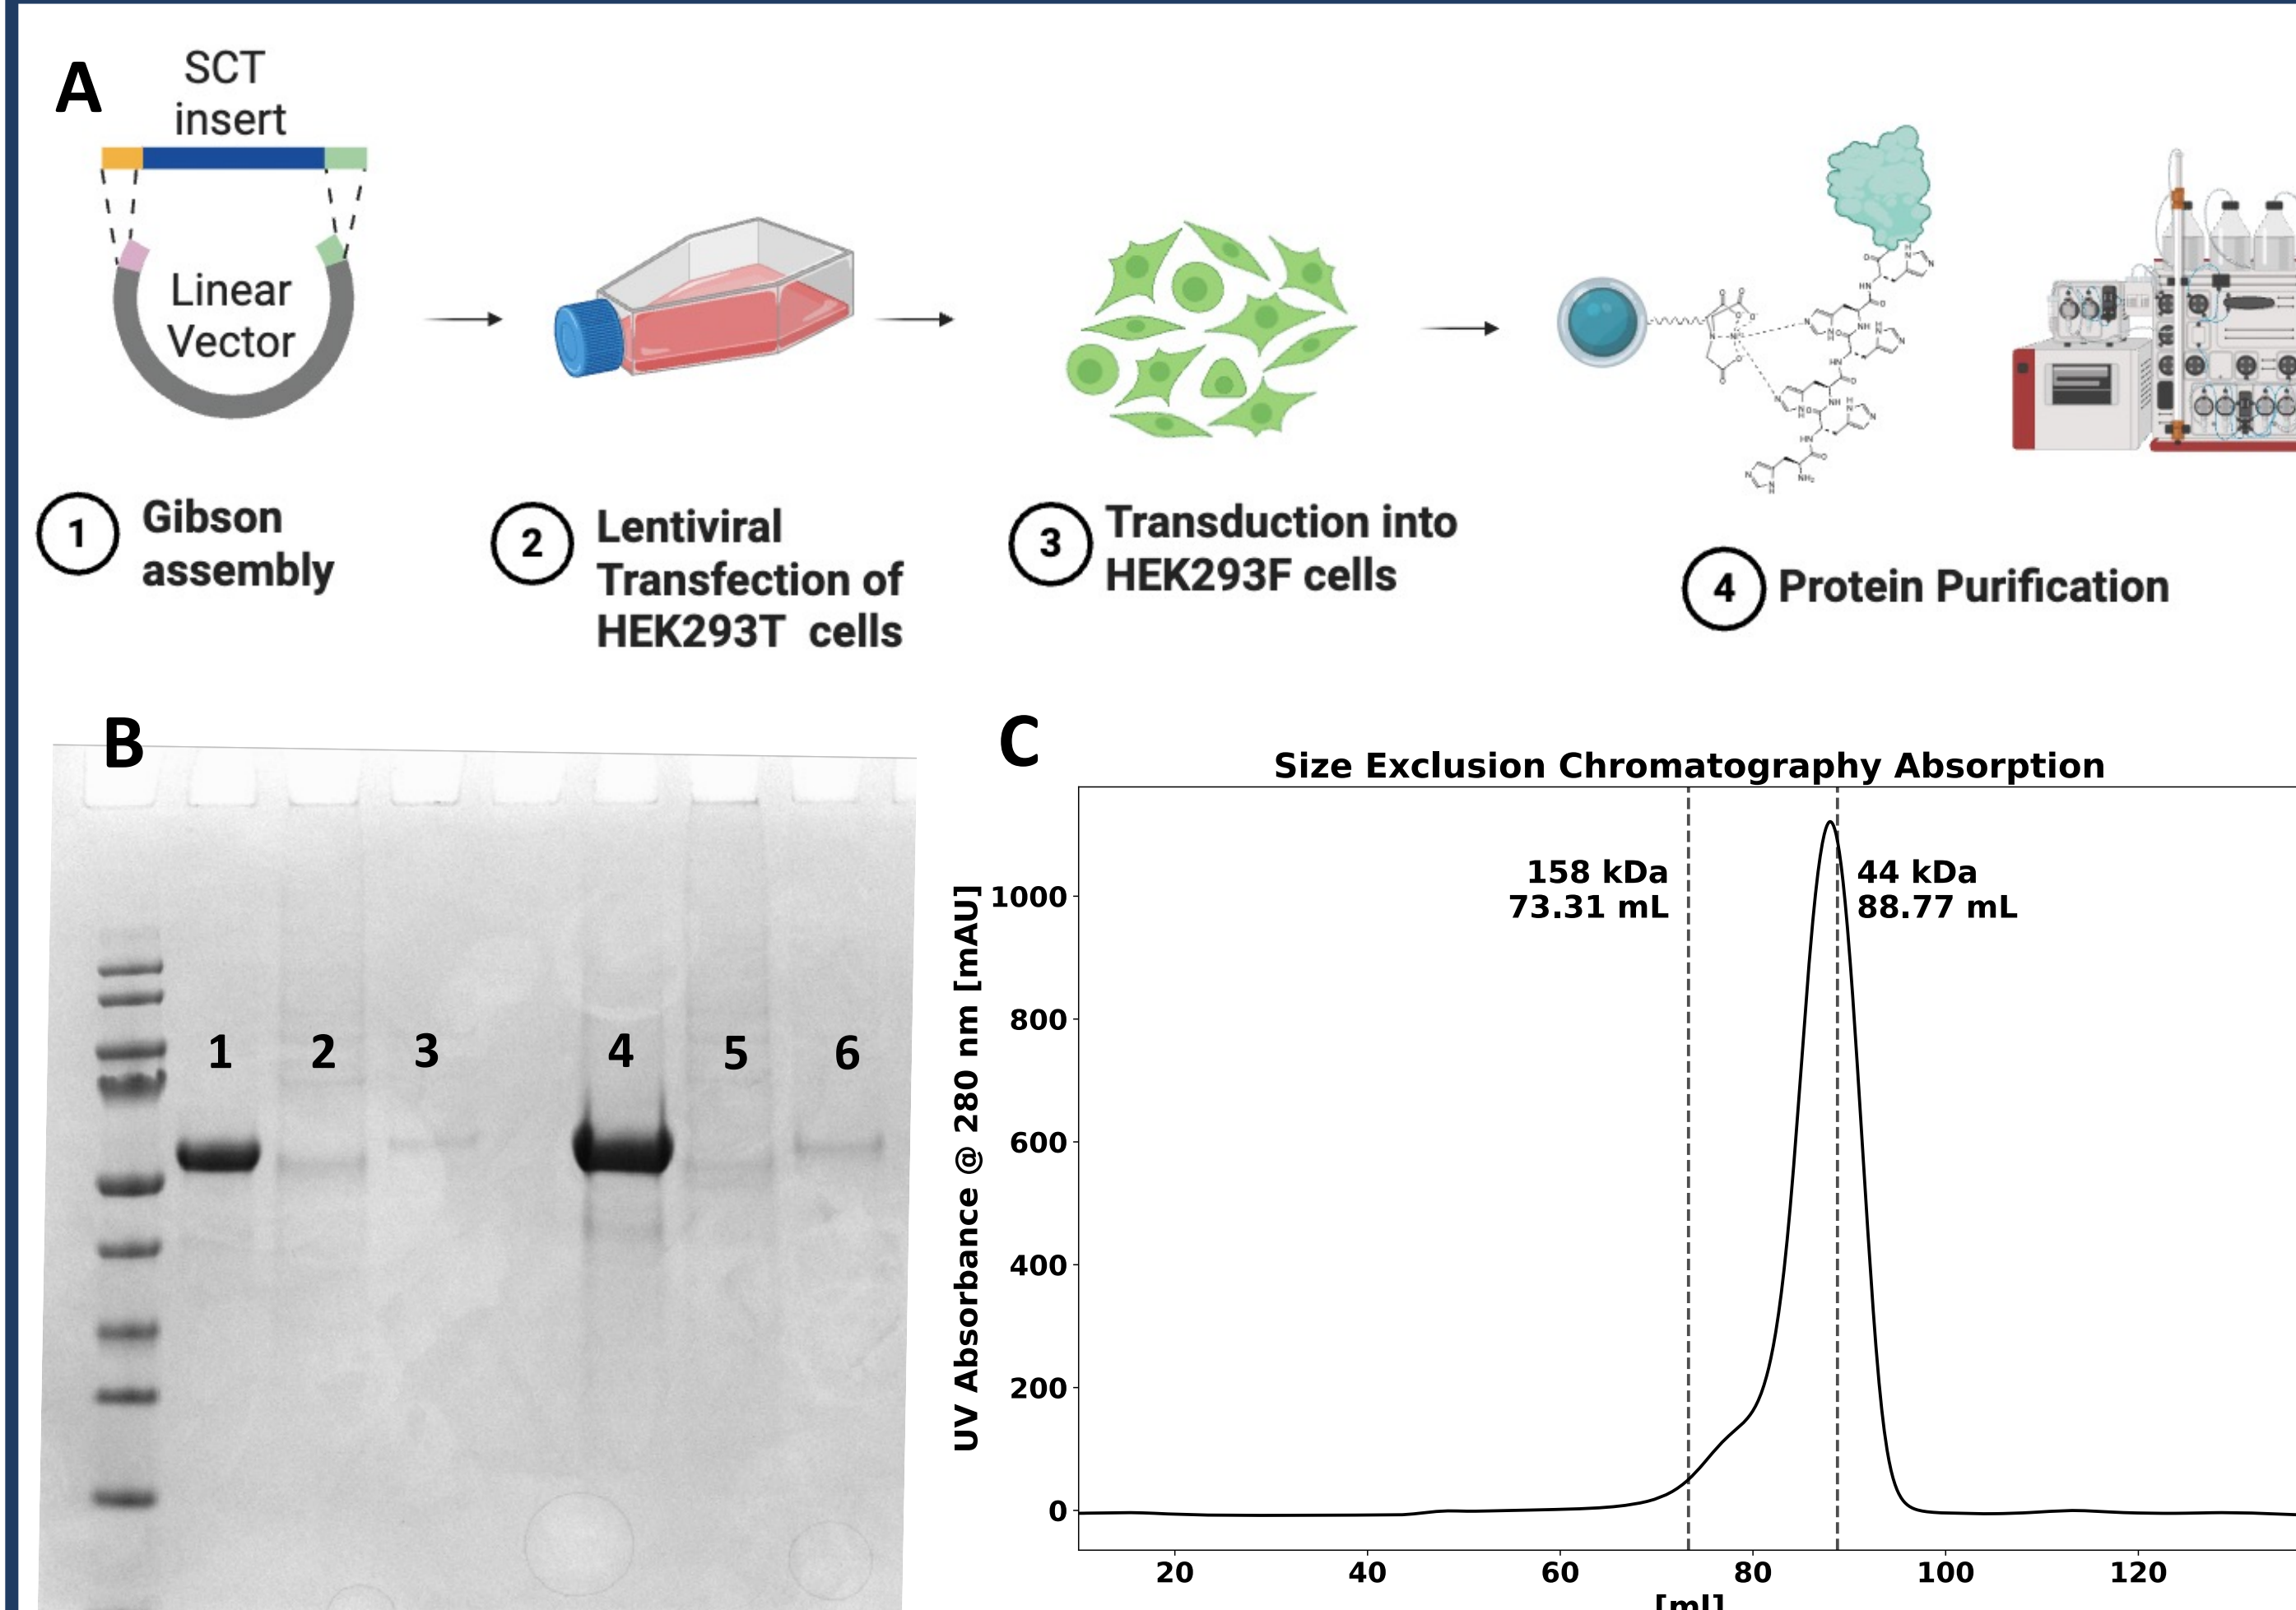 A
SCT
insert
Linear
Vector
1
Gibson
assembly
2
Lentiviral
Transfection of
HEK293T cells
3
Transduction into
HEK293F cells
4
Protein Purification
B
1
2
3
4
5
6
C
Size Exclusion Chromatography Absorption
UV Absorbance @ 280 nm [mAU]
1000
800
600
400
200
0
158 kDa
73.31 mL
44 kDa
88.77 mL
20
40
60
80
100
120
[ml]